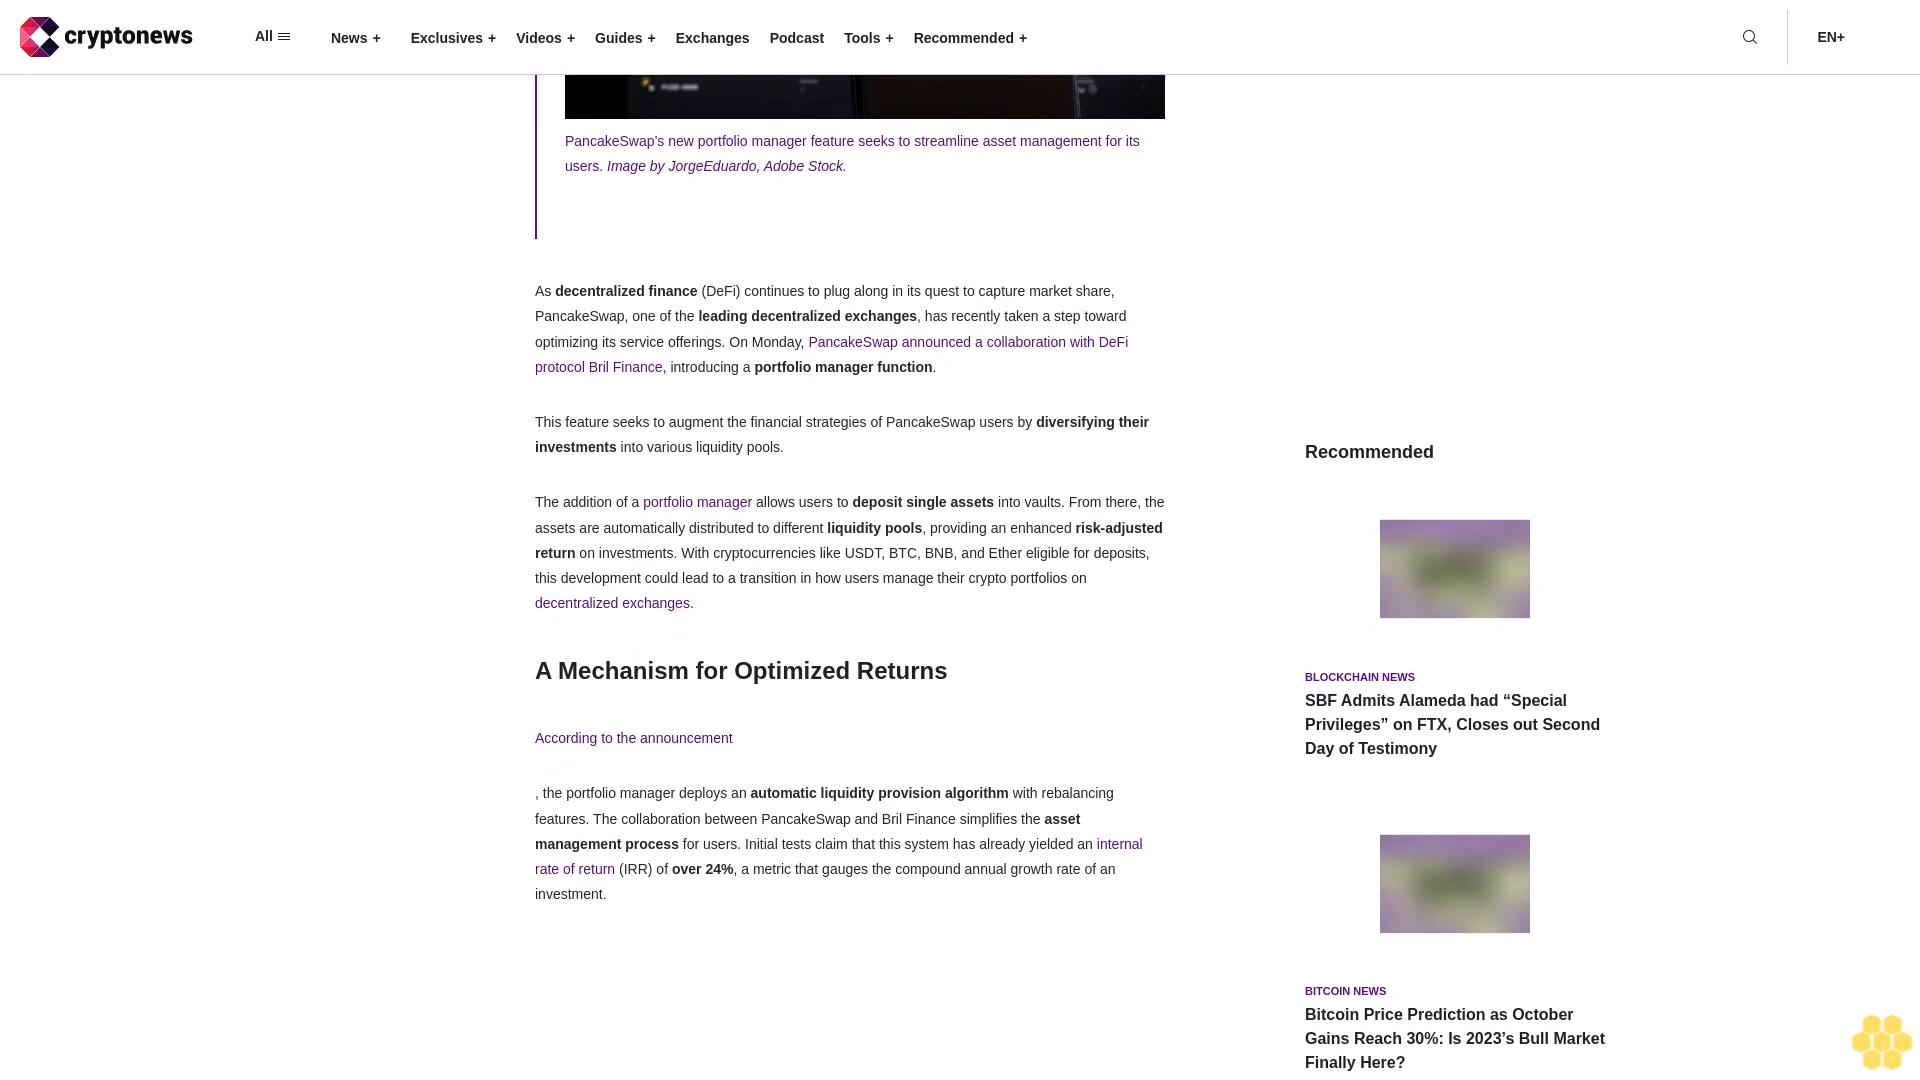 cryptonews
All
News +
Exclusives +
Videos +
Guides +
Exchanges
Podcast
Tools +
Recommended +
EN+
PancakeSwap’s new portfolio manager feature seeks to streamline asset management for its
users. Image by JorgeEduardo, Adobe Stock.
As decentralized finance (DeFi) continues to plug along in its quest to capture market share,
PancakeSwap, one of the leading decentralized exchanges, has recently taken a step toward
optimizing its service offerings. On Monday, PancakeSwap announced a collaboration with DeFi
protocol Bril Finance, introducing a portfolio manager function.
This feature seeks to augment the financial strategies of PancakeSwap users by diversifying their
investments into various liquidity pools.
The addition of a portfolio manager allows users to deposit single assets into vaults. From there, the
assets are automatically distributed to different liquidity pools, providing an enhanced risk-adjusted
return on investments. With cryptocurrencies like USDT, BTC, BNB, and Ether eligible for deposits,
this development could lead to a transition in how users manage their crypto portfolios on
decentralized exchanges.
A Mechanism for Optimized Returns
According to the announcement
, the portfolio manager deploys an automatic liquidity provision algorithm with rebalancing
features. The collaboration between PancakeSwap and Bril Finance simplifies the asset
management process for users. Initial tests claim that this system has already yielded an internal
rate of return (IRR) of over 24%, a metric that gauges the compound annual growth rate of an
investment.
Recommended
BLOCKCHAIN NEWS
SBF Admits Alameda had “Special
Privileges” on FTX, Closes out Second
Day of Testimony
BITCOIN NEWS
Bitcoin Price Prediction as October
Gains Reach 30%: Is 2023’s Bull Market
Finally Here?